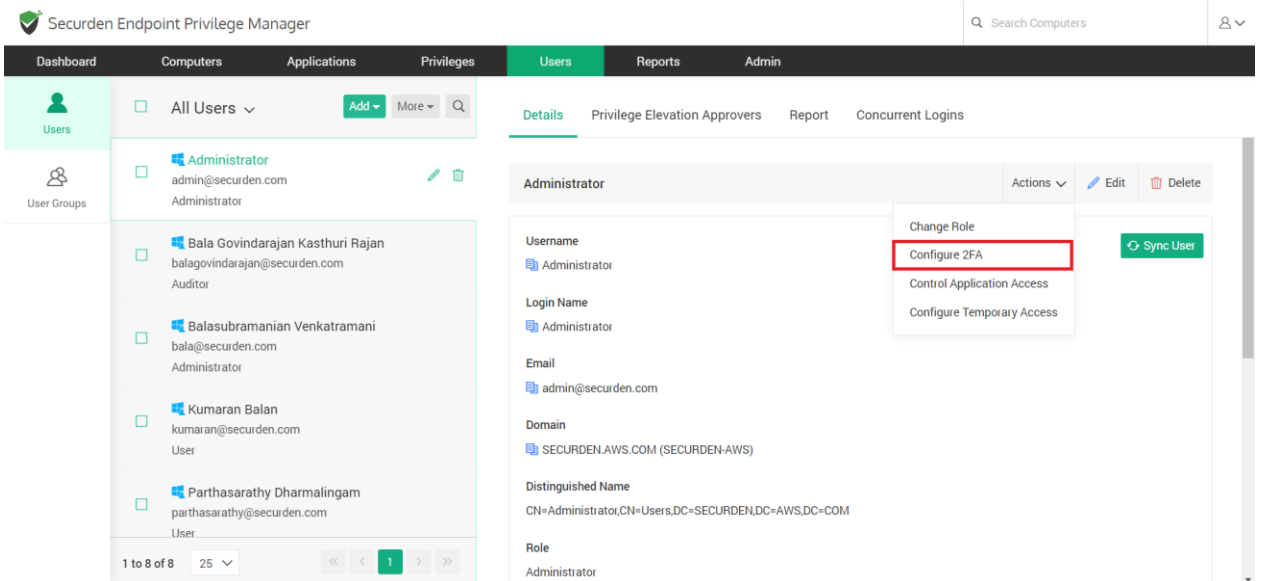 Securden Endpoint Privilege Manager
Search Computers
Dashboard Computers Applications Privileges Users Reports Admin
Users
User Groups
All Users
Add More
Administrator
admin@securden.com
Administrator
Bala Govindarajan Kasthuri Rajan
balagovindarajan@securden.com
Auditor
Balasubramanian Venkatramani
bala@securden.com
Administrator
Kumaran Balan
kumaran@securden.com
User
Parthasarathy Dharmalingam
parthasarathy@securden.com
User
1 to 8 of 8 25 « < 1 > »
Details Privilege Elevation Approvers Report Concurrent Logins
Administrator Actions Edit Delete
Change Role
Configure 2FA
Control Application Access
Configure Temporary Access
Sync User
Username
Administrator
Login Name
Administrator
Email
admin@securden.com
Domain
SECURDEN.AWS.COM (SECURDEN-AWS)
Distinguished Name
CN=Administrator,CN=Users,DC=SECURDEN,DC=AWS,DC=COM
Role
Administrator